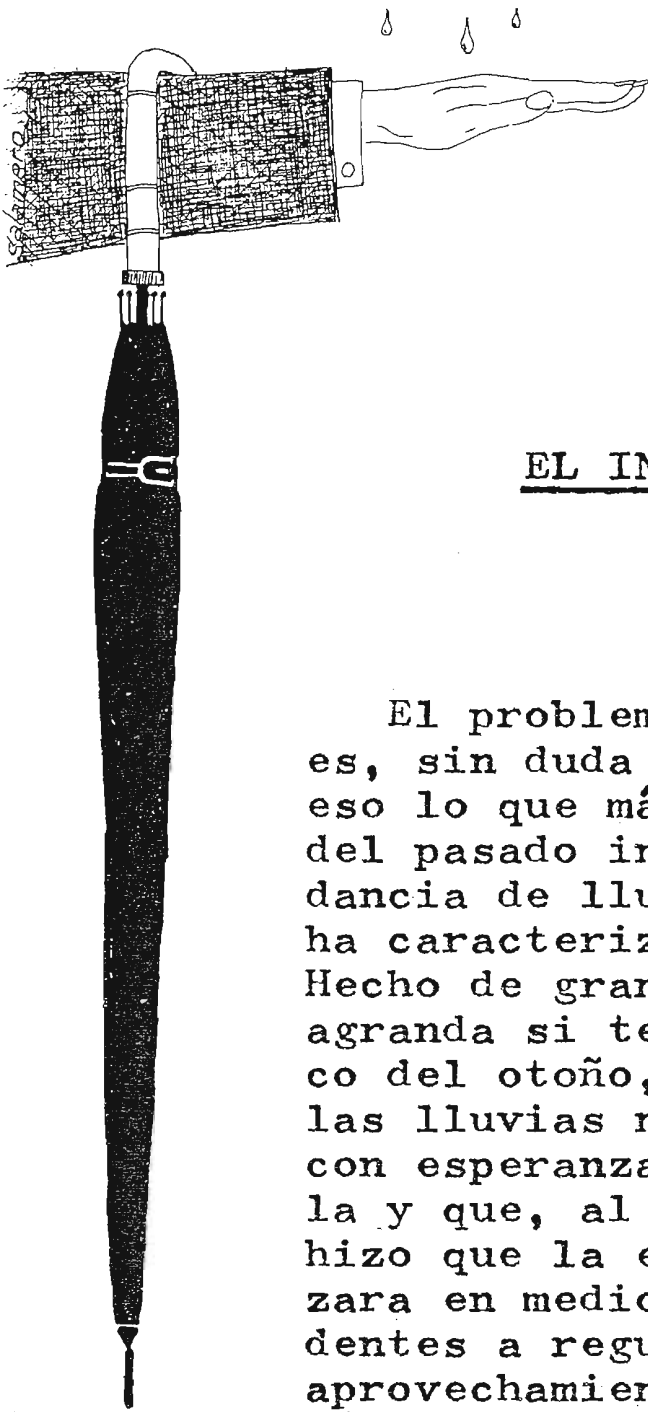 EL IN
El problem
es, sin duda
eso lo que má
del pasado in
dancia de llu
ha caracteriz
Hecho de gran
agranda si te
co del otoño,
las lluvias n
con esperanza
la y que, al
hizo que la e
zara en medio
dentes a regu
aprovechamien